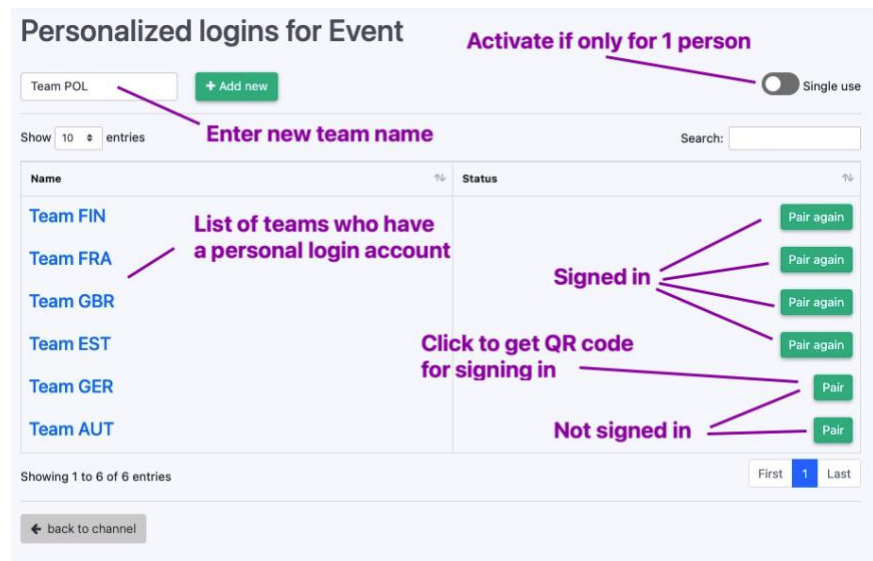 Personalized logins for Event
Activate if only for 1 person
Team POL
+ Add new
Single use
Enter new team name
Show 10 entries
Search:
Name
Status
Team FIN
Pair again
List of teams who have
a personal login account
Team FRA
Pair again
Signed in
Team GBR
Pair again
Team EST
Pair again
Click to get QR code
for signing in
Team GER
Pair
Team AUT
Not signed in
Pair
Showing 1 to 6 of 6 entries
First 1 Last
back to channel